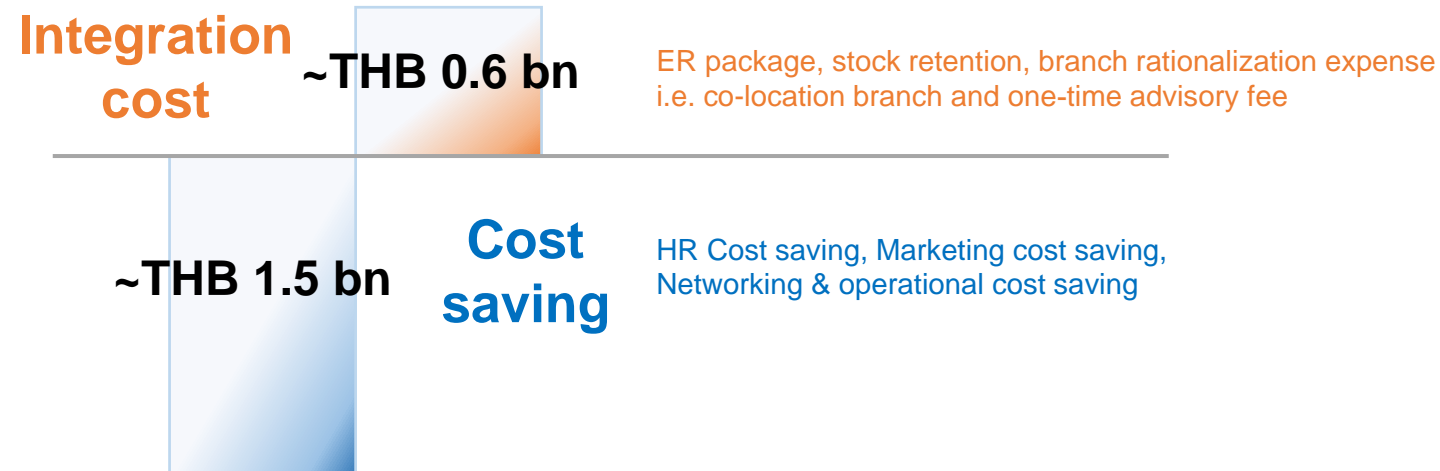 Integration
cost
~THB 0.6 bn
ER package, stock retention, branch rationalization expense
i.e. co-location branch and one-time advisory fee
~THB 1.5 bn
Cost
saving
HR Cost saving, Marketing cost saving,
Networking & operational cost saving